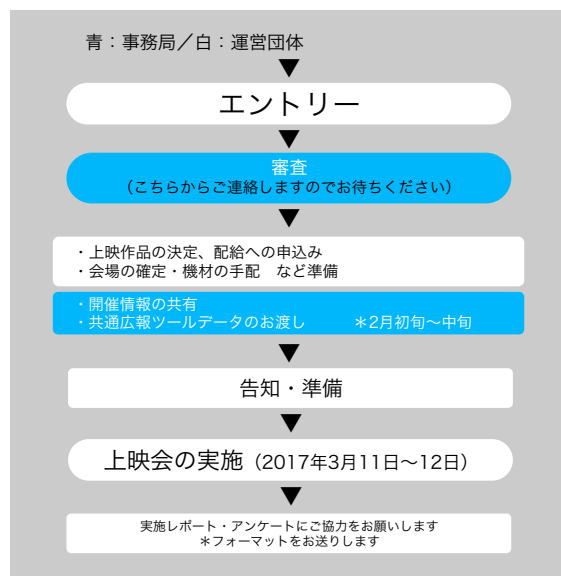 青：事務局／白：運営団体
エントリー
審査
（こちらからご連絡しますのでお待ちください）
・上映作品の決定、配給への申込み
・会場の確定・機材の手配　など準備
・開催情報の共有
・共通広報ツールデータのお渡し　　　＊2月初旬〜中旬
告知・準備
上映会の実施（2017年3月11日〜12日）
実施レポート・アンケートにご協力をお願いします
＊フォーマットをお送りします